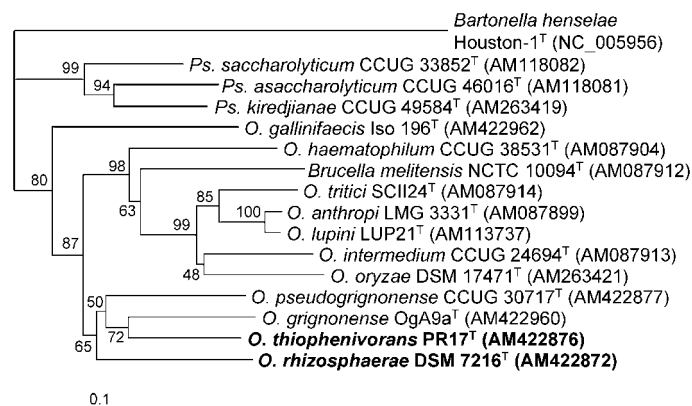 Bartonella henselae
Houston-1ᵀ (NC_005956)
99
Ps. saccharolyticum CCUG 33852ᵀ (AM118082)
94
Ps. asaccharolyticum CCUG 46016ᵀ (AM118081)
Ps. kiredjianae CCUG 49584ᵀ (AM263419)
O. gallinifaecis Iso 196ᵀ (AM422962)
80
98
O. haematophilum CCUG 38531ᵀ (AM087904)
Brucella melitensis NCTC 10094ᵀ (AM087912)
63
85
O. tritici SCII24ᵀ (AM087914)
99
100
O. anthropi LMG 3331ᵀ (AM087899)
O. lupini LUP21ᵀ (AM113737)
87
O. intermedium CCUG 24694ᵀ (AM087913)
48
O. oryzae DSM 17471ᵀ (AM263421)
50
O. pseudogrignonense CCUG 30717ᵀ (AM422877)
72
O. grignonense OgA9aᵀ (AM422960)
65
O. thiophenivorans PR17ᵀ (AM422876)
O. rhizosphaerae DSM 7216ᵀ (AM422872)
0.1